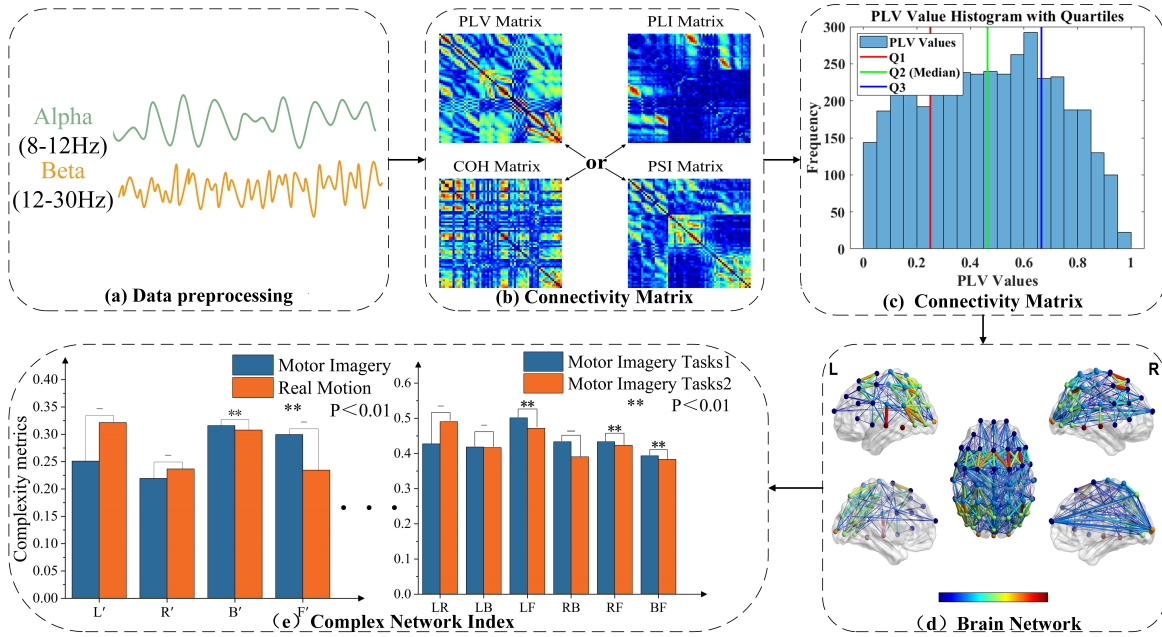 Alpha
(8-12Hz)
Beta
(12-30Hz)
(a) Data preprocessing
PLV Matrix
PLI Matrix
or
COH Matrix
PSI Matrix
(b) Connectivity Matrix
PLV Value Histogram with Quartiles
PLV Values
Q1
Q2 (Median)
Q3
Frequency
300
250
200
150
100
50
0
0 0.2 0.4 0.6 0.8 1
PLV Values
(c) Connectivity Matrix
L
R
(d) Brain Network
Complexity metrics
0.40
0.35
0.30
0.25
0.20
0.15
0.10
0.05
0.00
Motor Imagery
Real Motion
** P<0.01
– – ** –
L′ R′ B′ F′
• • •
0.6
0.5
0.4
0.3
0.2
0.1
0.0
Motor Imagery Tasks1
Motor Imagery Tasks2
** P<0.01
– – ** – ** **
LR LB LF RB RF BF
(e) Complex Network Index